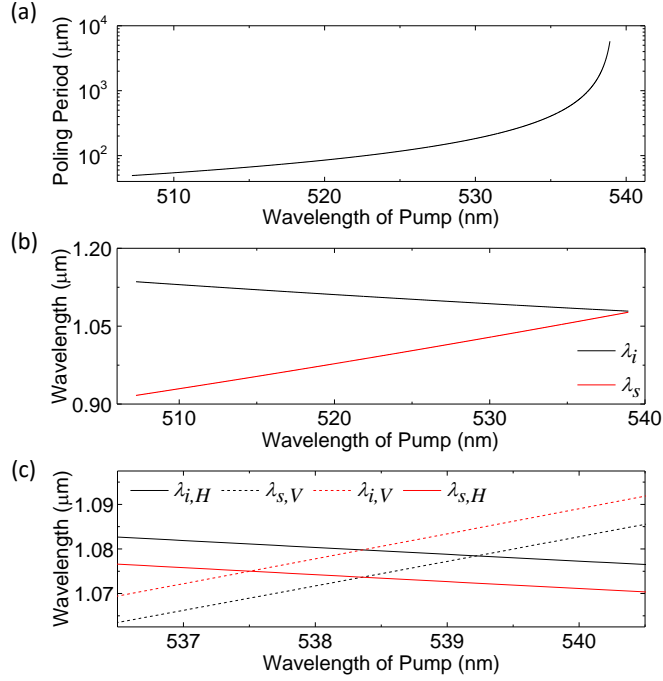 (a)
Poling Period (μm)
10⁴
10³
10²
510 520 530 540
Wavelength of Pump (nm)
(b)
Wavelength (μm)
1.20
1.05
0.90
λi
λs
510 520 530 540
Wavelength of Pump (nm)
(c)
Wavelength (μm)
λi,H λs,V λi,V λs,H
1.09
1.08
1.07
537 538 539 540
Wavelength of Pump (nm)